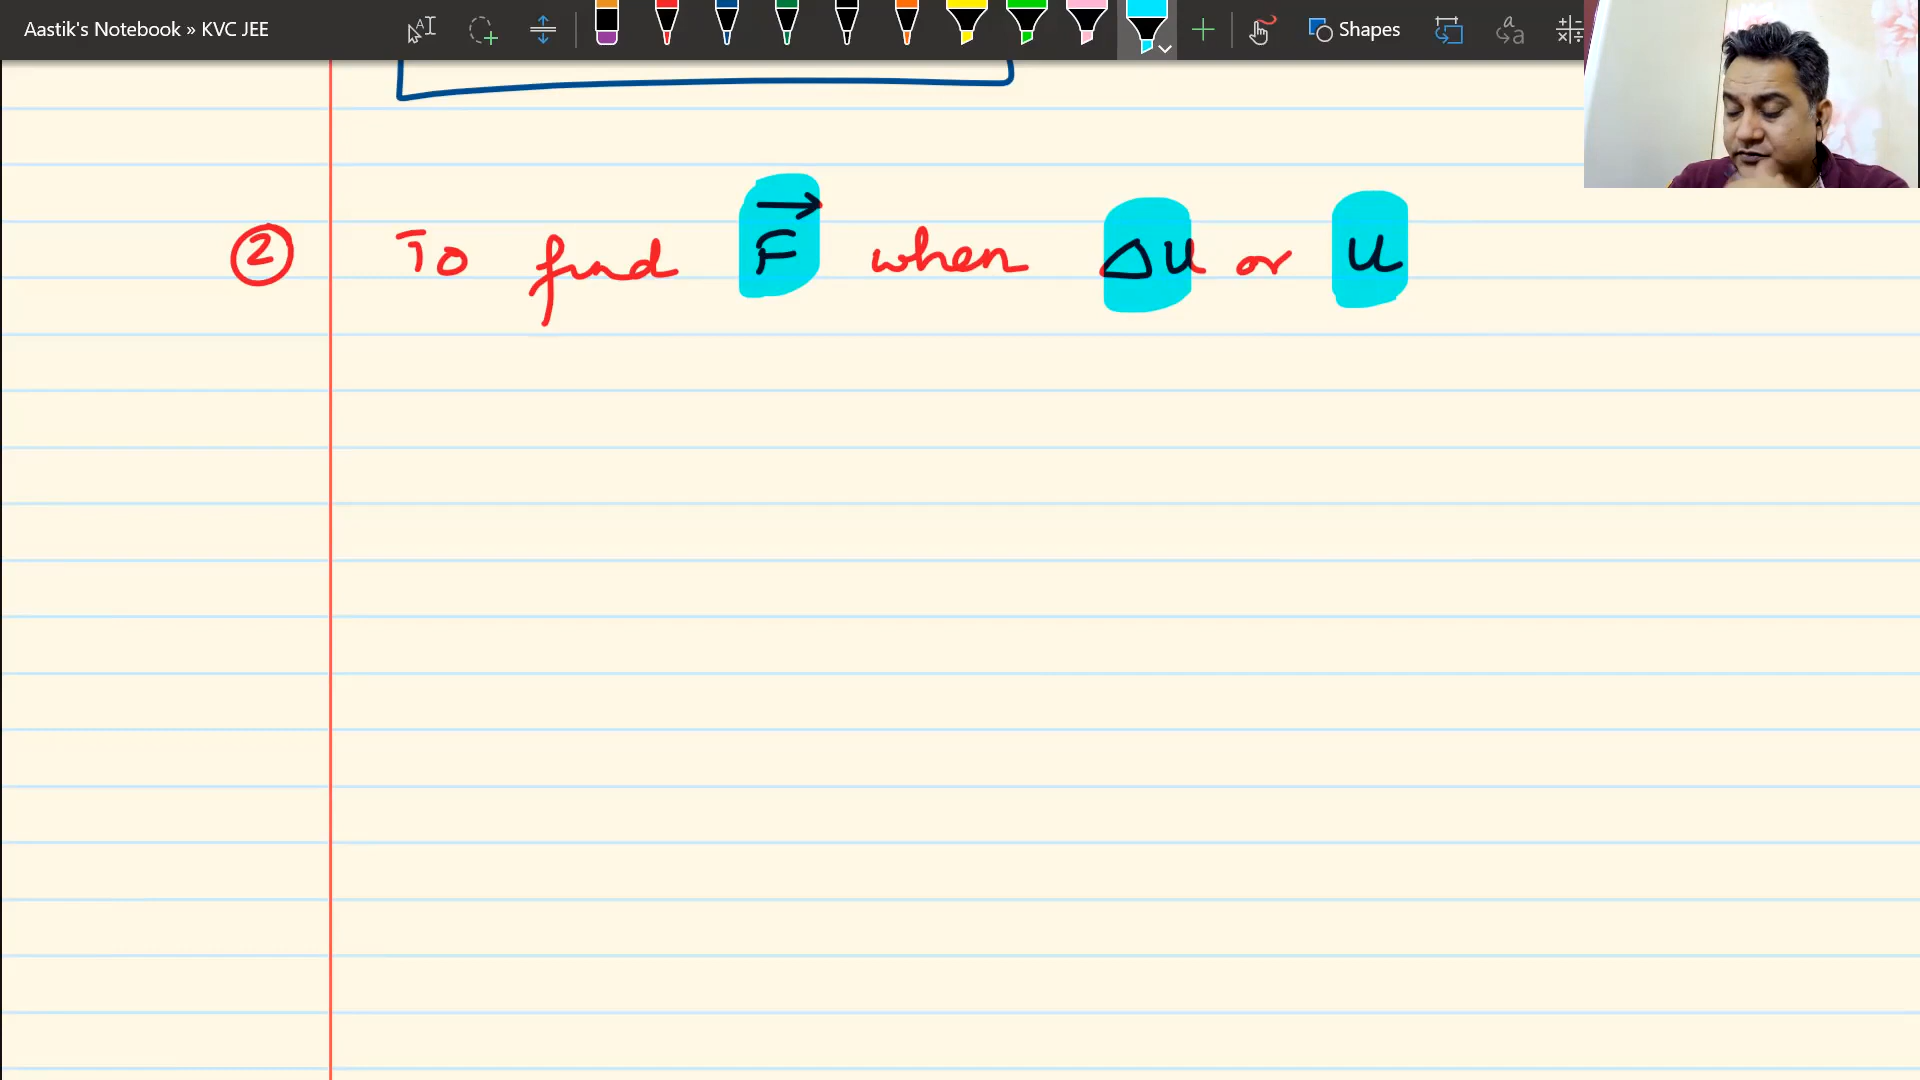 Aastik's Notebook » KVC JEE
Shapes
② To find F⃗ when ΔU or U